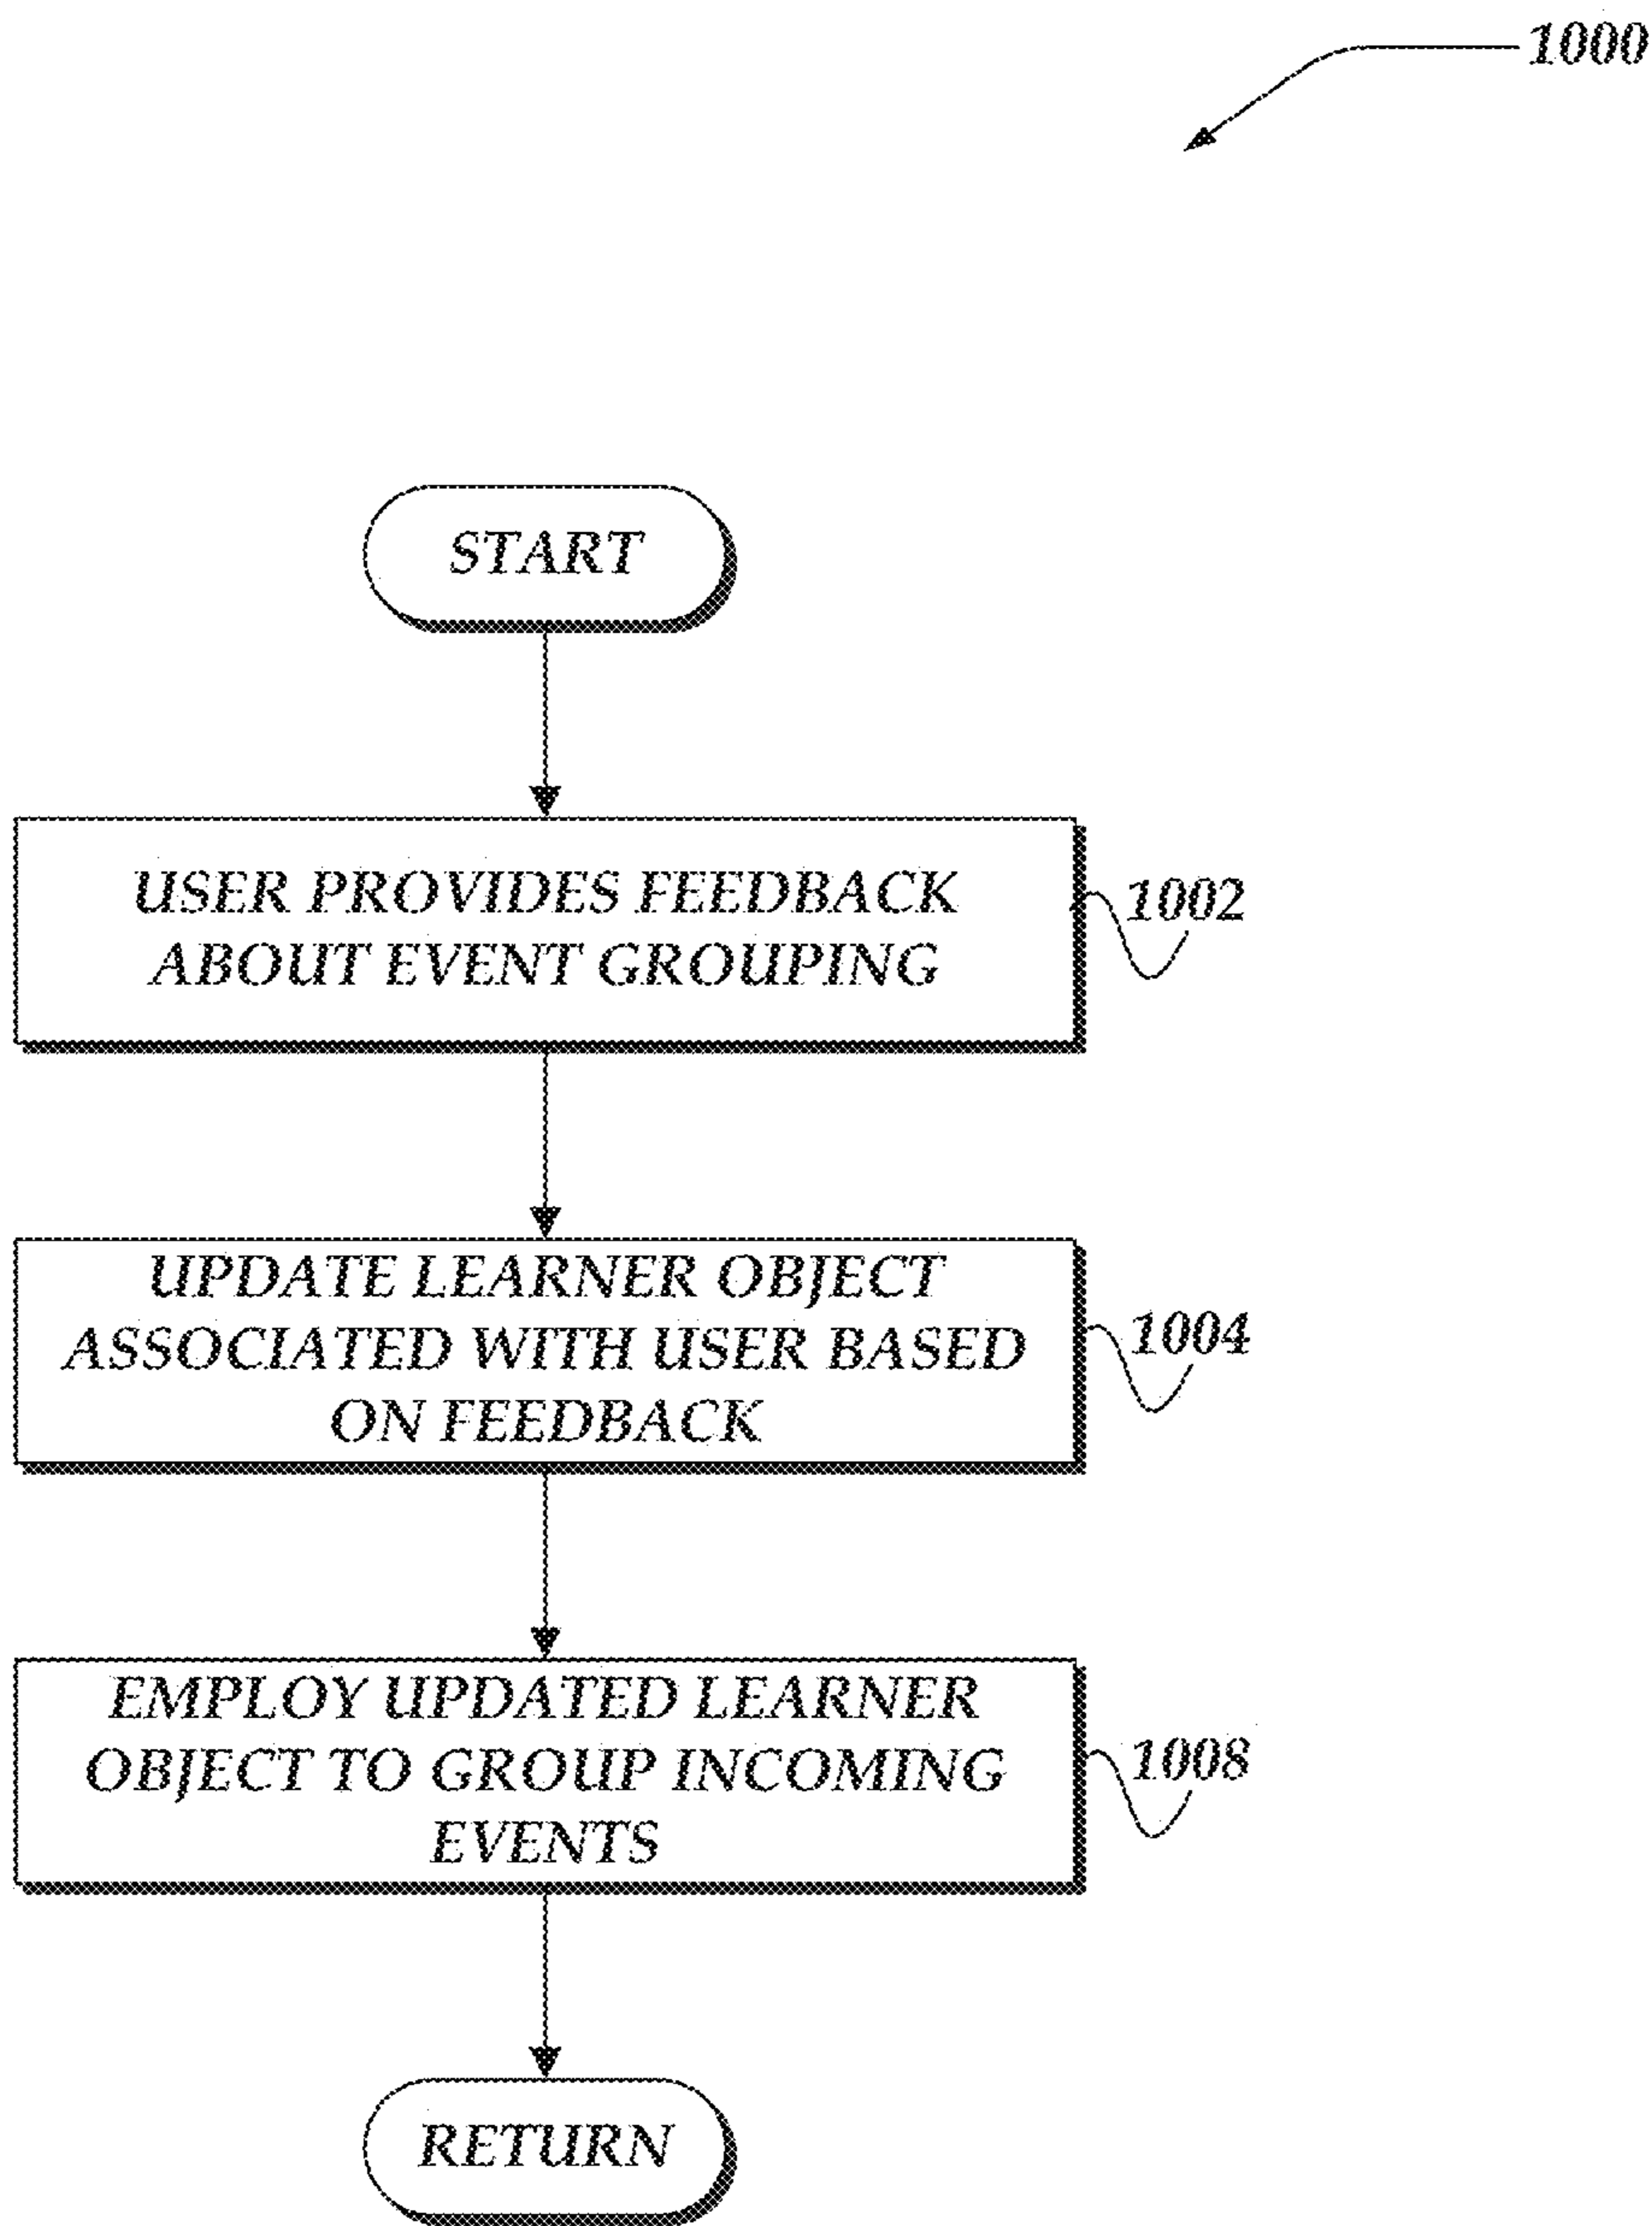 1000
START
USER PROVIDES FEEDBACK
ABOUT EVENT GROUPING
1002
UPDATE LEARNER OBJECT
ASSOCIATED WITH USER BASED
ON FEEDBACK
1004
EMPLOY UPDATED LEARNER
OBJECT TO GROUP INCOMING
EVENTS
1008
RETURN